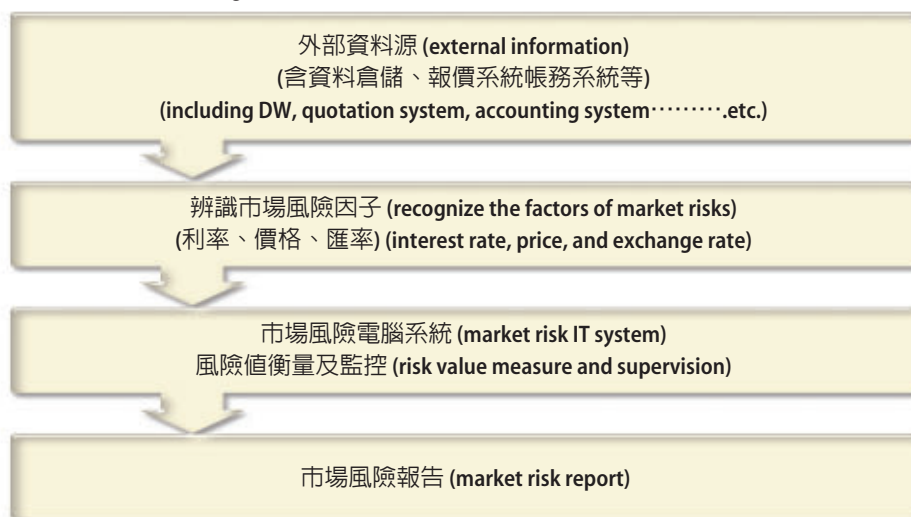 外部資料源 (external information)
(含資料倉儲、報價系統帳務系統等)
(including DW, quotation system, accounting system⋯⋯⋯.etc.)
辨識市場風險因子 (recognize the factors of market risks)
(利率、價格、匯率) (interest rate, price, and exchange rate)
市場風險電腦系統 (market risk IT system)
風險值衡量及監控 (risk value measure and supervision)
市場風險報告 (market risk report)